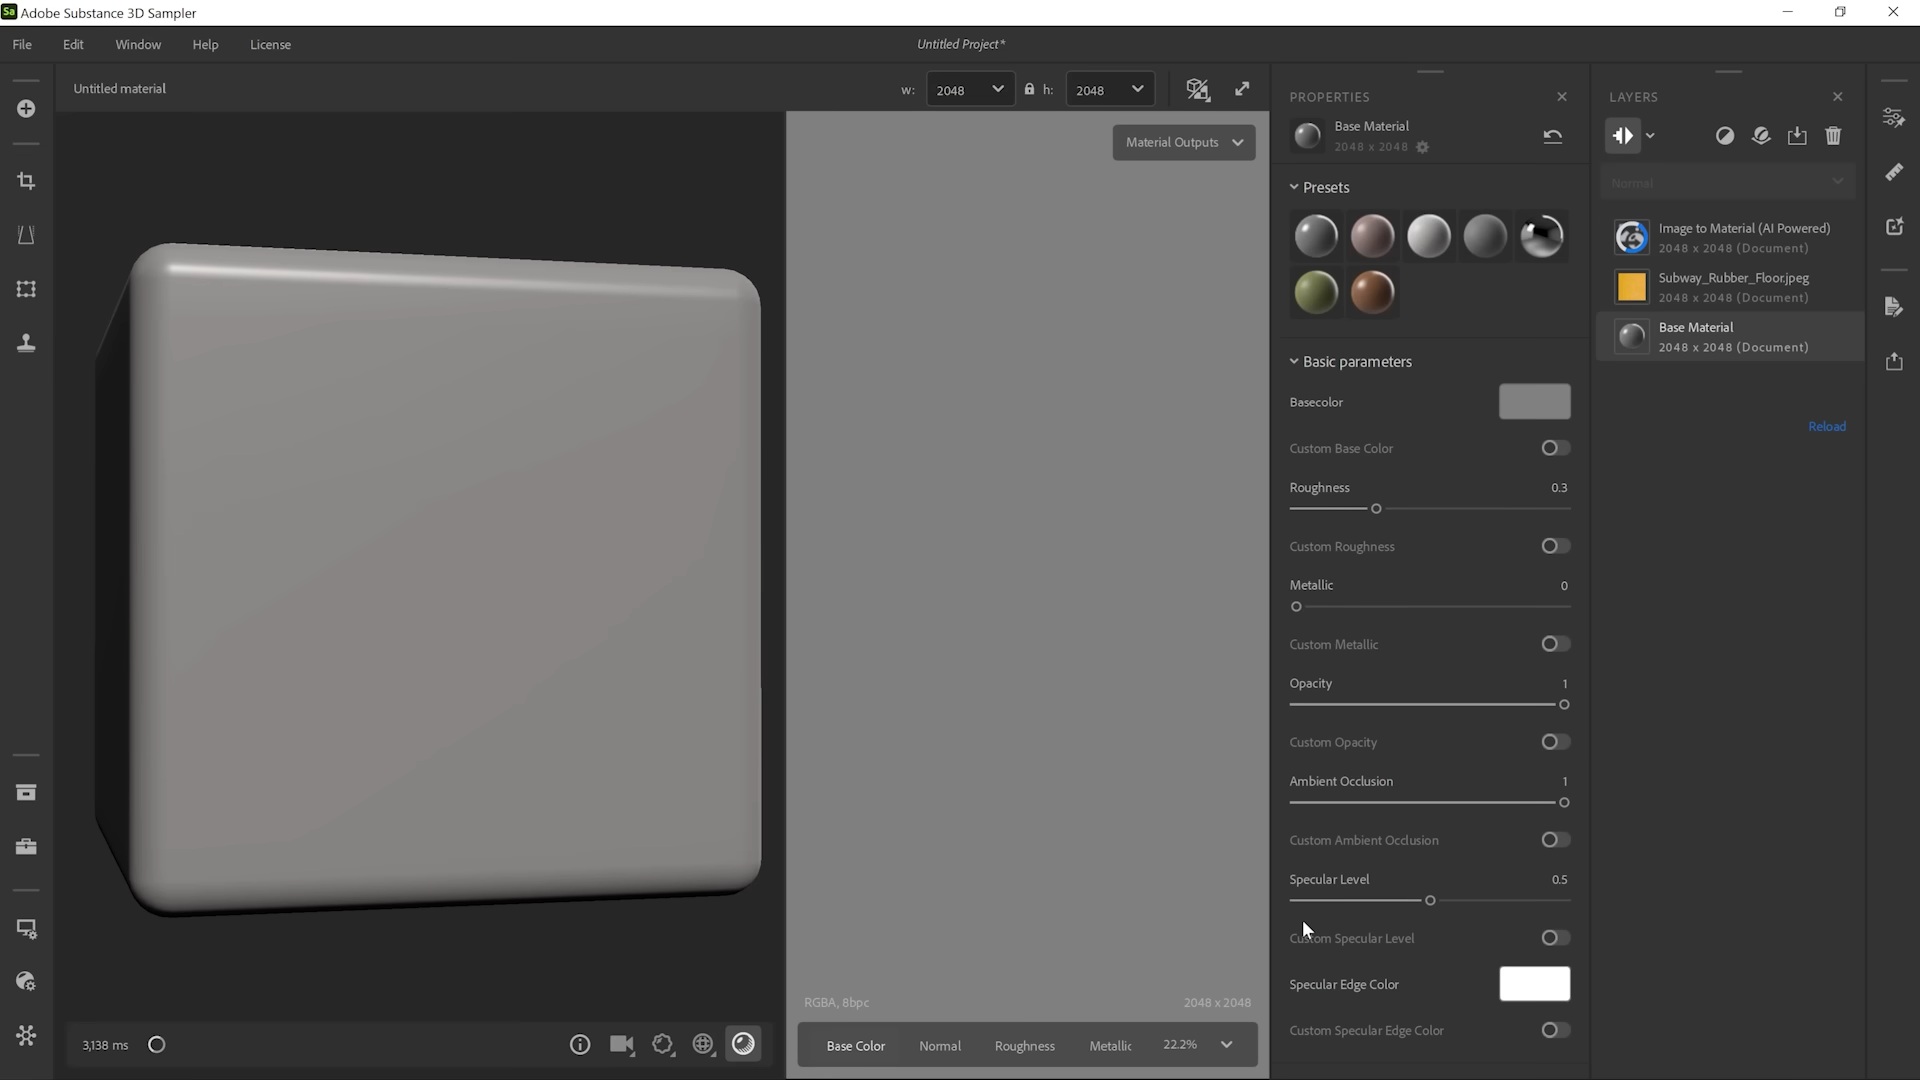 Sa Adobe Substance 3D Sampler
File Edit Window Help License
Untitled Project*
Untitled material
w: 2048 h: 2048
Material Outputs
RGBA, 8bpc 2048 x 2048
Base Color Normal Roughness Metallic 22.2%
3,138 ms
PROPERTIES
Base Material
2048 x 2048
Presets
Basic parameters
Basecolor
Custom Base Color
Roughness 0.3
Custom Roughness
Metallic 0
Custom Metallic
Opacity 1
Custom Opacity
Ambient Occlusion 1
Custom Ambient Occlusion
Specular Level 0.5
Custom Specular Level
Specular Edge Color
Custom Specular Edge Color
LAYERS
Normal
Image to Material (AI Powered)
2048 x 2048 (Document)
Subway_Rubber_Floor.jpeg
2048 x 2048 (Document)
Base Material
2048 x 2048 (Document)
Reload